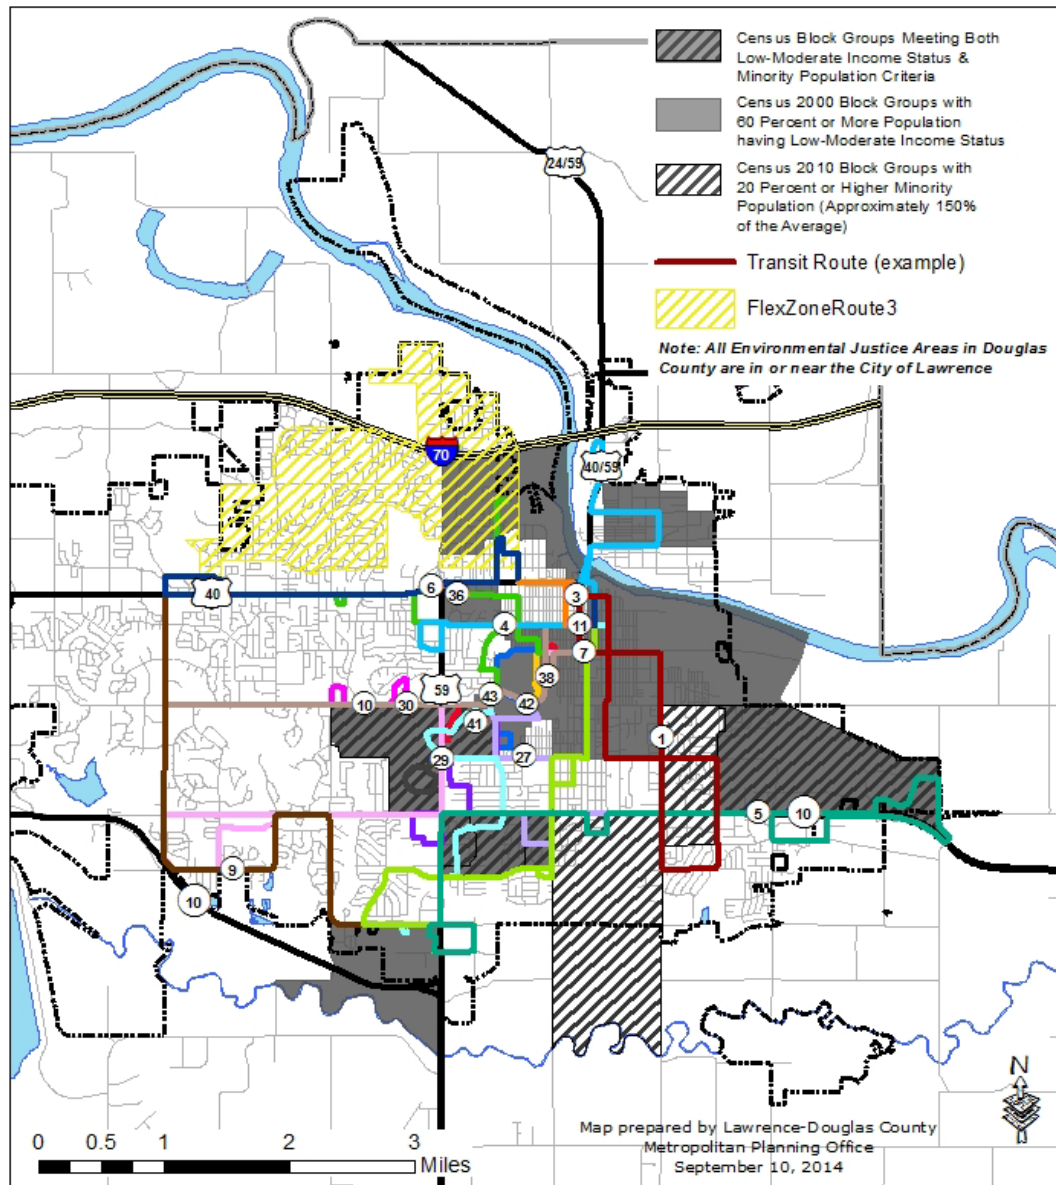 Census Block Groups Meeting Both
Low-Moderate Income Status &
Minority Population Criteria
Census 2000 Block Groups with
60 Percent or More Population
having Low-Moderate Income Status
24/59
Census 2010 Block Groups with
20 Percent or Higher Minority
Population (Approximately 150%
of the Average)
Transit Route (example)
FlexZoneRoute3
Note: All Environmental Justice Areas in Douglas
County are in or near the City of Lawrence
70
40/59
40
6
36
3
4
11
7
38
59
10
30
43
42
41
1
29
27
5
10
9
10
N
Map prepared by Lawrence-Douglas County
Metropolitan Planning Office
September 10, 2014
0 0.5 1 2 3
Miles